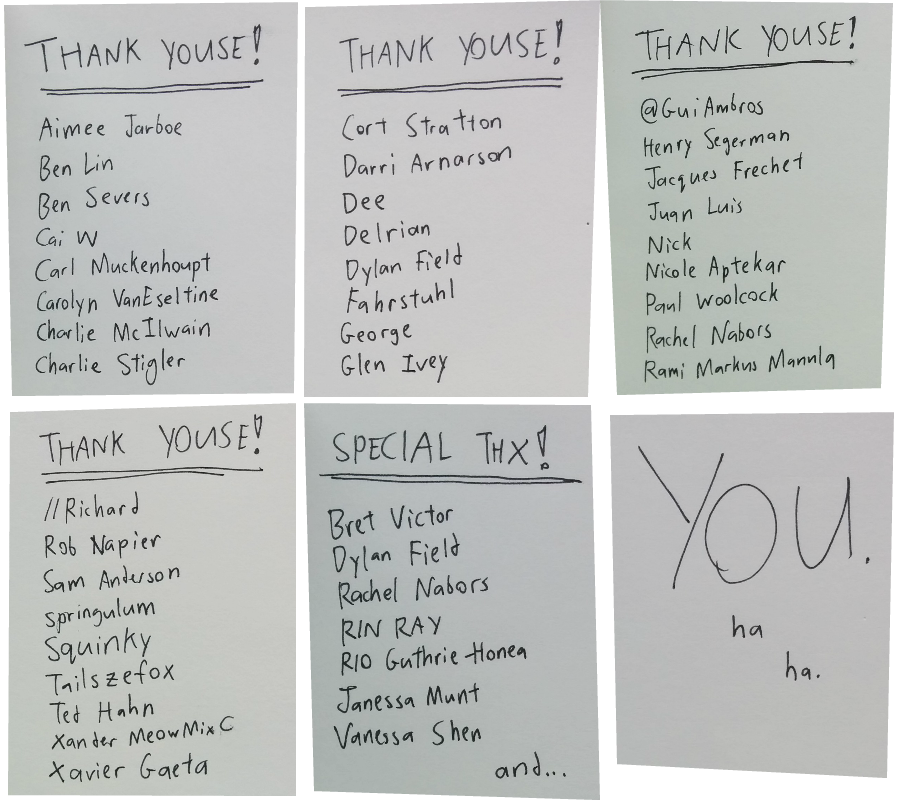 THANK YOUSE!
Aimee Jarboe
Ben Lin
Ben Severs
Cai W
Carl Muckenhoupt
Carolyn VanEseltine
Charlie McIlwain
Charlie Stigler
THANK YOUSE!
Cort Stratton
Darri Arnarson
Dee
Delrian
Dylan Field
Fahrstuhl
George
Glen Ivey
THANK YOUSE!
@GuiAmbros
Henry Segerman
Jacques Frechet
Juan Luis
Nick
Nicole Aptekar
Paul Woolcock
Rachel Nabors
Rami Markus Mannla
THANK YOUSE!
//Richard
Rob Napier
Sam Anderson
springulum
Squinky
Tailszefox
Ted Hahn
Xander MeowMixC
Xavier Gaeta
SPECIAL THX!
Bret Victor
Dylan Field
Rachel Nabors
RIN RAY
RIO Guthrie-Honea
Janessa Munt
Vanessa Shen
and...
YOU.
ha
ha.